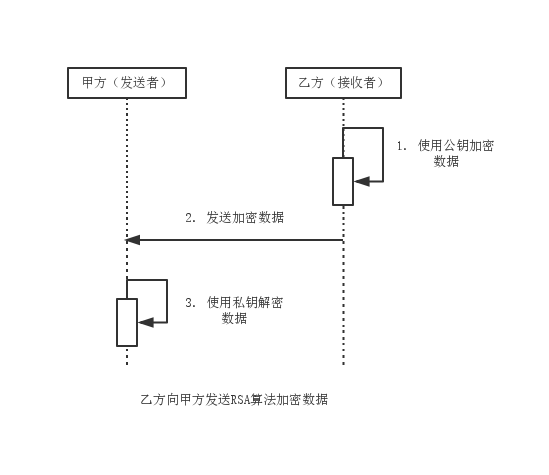 甲方（发送者）
乙方（接收者）
1. 使用公钥加密
数据
2. 发送加密数据
3. 使用私钥解密
数据
乙方向甲方发送RSA算法加密数据